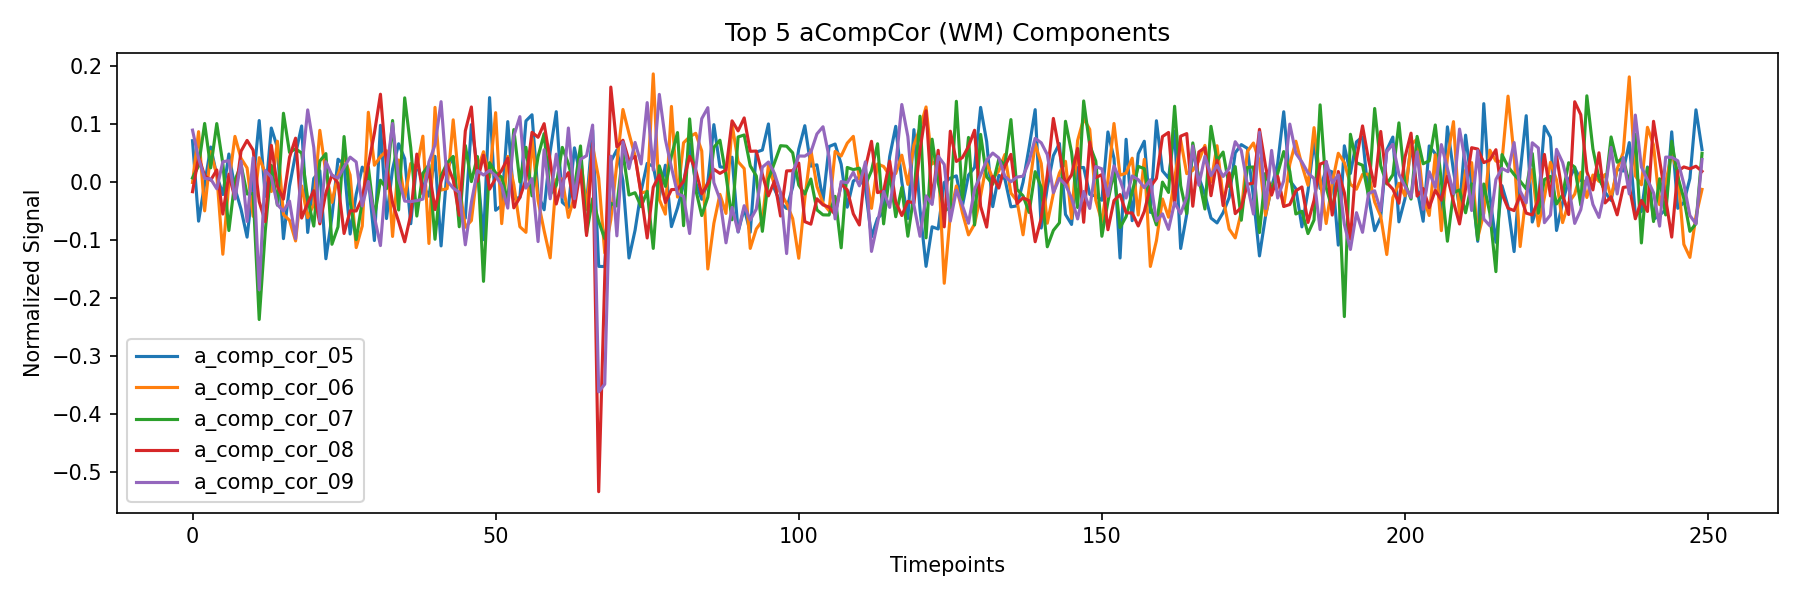 Top 5 aCompCor (WM) Components
Normalized Signal
0.2
0.1
0.0
−0.1
−0.2
−0.3
−0.4
−0.5
a_comp_cor_05
a_comp_cor_06
a_comp_cor_07
a_comp_cor_08
a_comp_cor_09
0 50 100 150 200 250
Timepoints